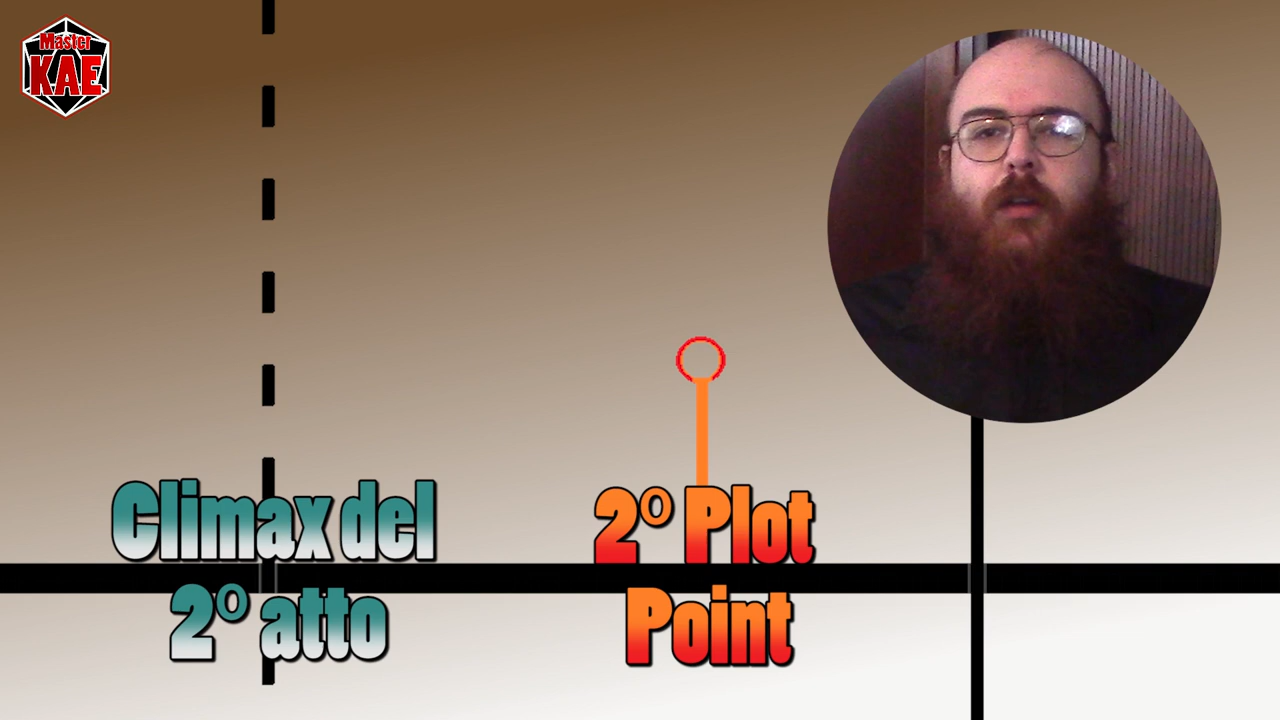 Master
KAE
Climax del
2° atto
2° Plot
Point